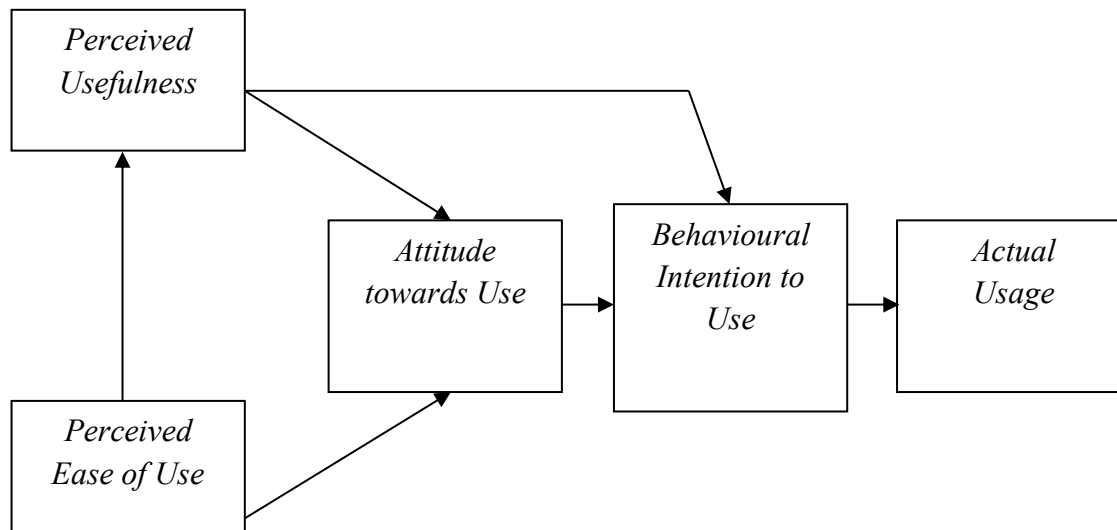 Perceived
Usefulness
Attitude
towards Use
Behavioural
Intention to
Use
Actual
Usage
Perceived
Ease of Use